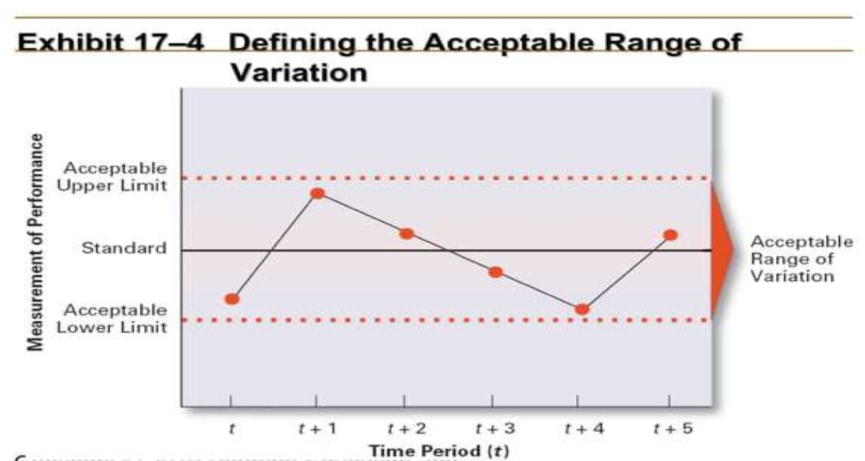 Exhibit 17–4 Defining the Acceptable Range of
Variation
Measurement of Performance
Acceptable
Upper Limit
Standard
Acceptable
Lower Limit
Acceptable
Range of
Variation
t
t + 1
t + 2
t + 3
t + 4
t + 5
Time Period (t)